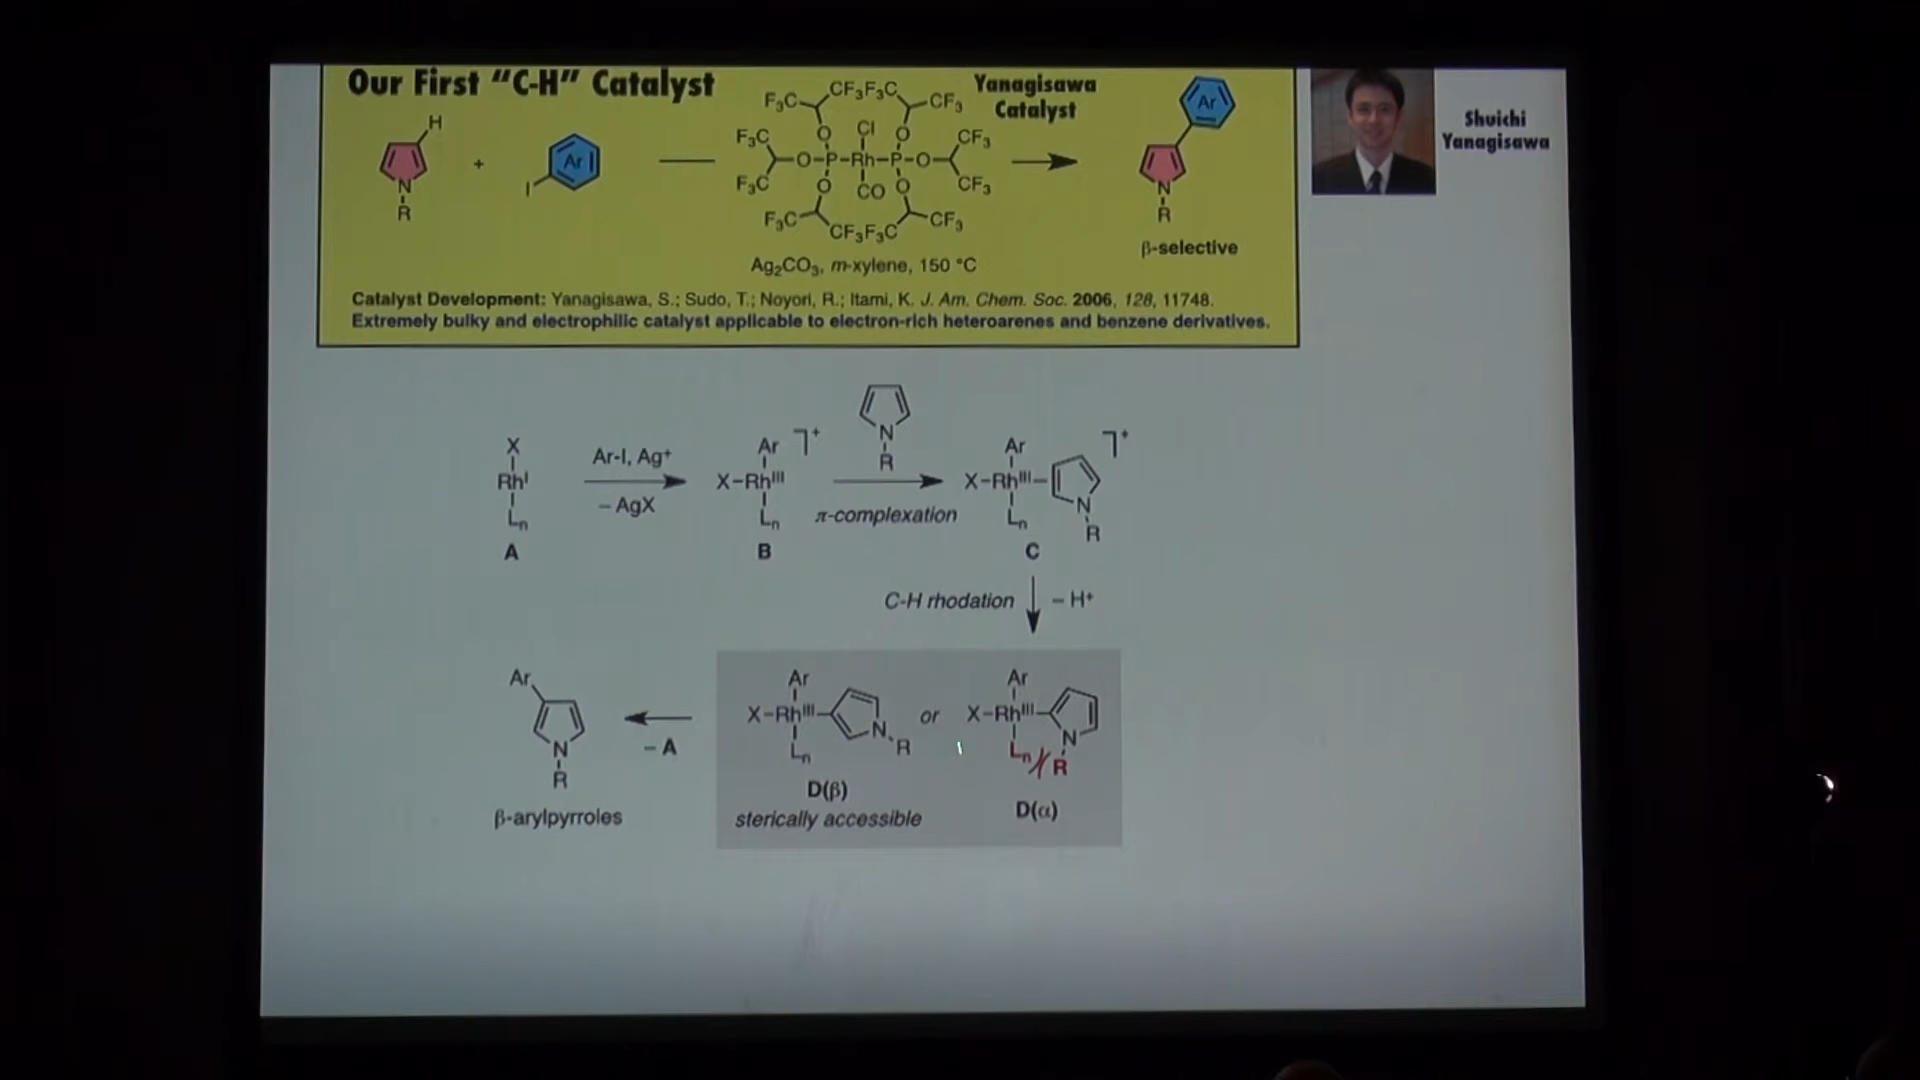 Our First "C-H" Catalyst
Yanagisawa
Catalyst
Shuichi
Yanagisawa
H
N
R
+
I
Ar
F₃C
CF₃F₃C
CF₃
F₃C
O
Cl
O
CF₃
O-P-Rh-P-O
F₃C
O
CO
O
CF₃
F₃C
CF₃F₃C
CF₃
Ar
N
R
β-selective
Ag₂CO₃, m-xylene, 150 °C
Catalyst Development: Yanagisawa, S.; Sudo, T.; Noyori, R.; Itami, K. J. Am. Chem. Soc. 2006, 128, 11748.
Extremely bulky and electrophilic catalyst applicable to electron-rich heteroarenes and benzene derivatives.
X
Rhᴵ
Lₙ
A
Ar-I, Ag⁺
– AgX
Ar ⁺
X–Rhᴵᴵᴵ
Lₙ
B
N
R
π-complexation
Ar ⁺
X–Rhᴵᴵᴵ–
Lₙ
N
R
C
C-H rhodation
– H⁺
Ar
N
R
β-arylpyrroles
– A
Ar
X–Rhᴵᴵᴵ
Lₙ
N
R
D(β)
sterically accessible
or
Ar
X–Rhᴵᴵᴵ
Lₙ
N
R
D(α)